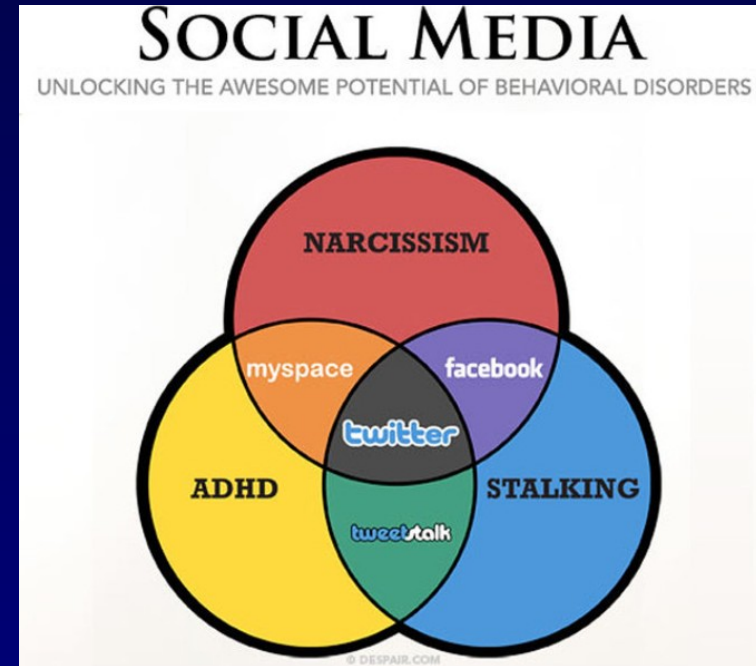 SOCIAL MEDIA
UNLOCKING THE AWESOME POTENTIAL OF BEHAVIORAL DISORDERS
NARCISSISM
myspace
facebook
twitter
ADHD
STALKING
tweetstalk
© DESPAIR.COM